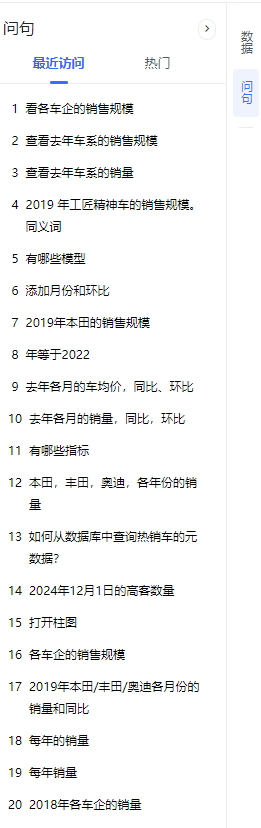 问句
最近访问 热门
1 看各车企的销售规模
2 查看去年车系的销售规模
3 查看去年车系的销量
4 2019 年工匠精神车的销售规模。
同义词
5 有哪些模型
6 添加月份和环比
7 2019年本田的销售规模
8 年等于2022
9 去年各月的车均价，同比、环比
10 去年各月的销量，同比，环比
11 有哪些指标
12 本田，丰田，奥迪，各年份的销
量
13 如何从数据库中查询热销车的元
数据？
14 2024年12月1日的高客数量
15 打开柱图
16 各车企的销售规模
17 2019年本田/丰田/奥迪各月份的
销量和同比
18 每年的销量
19 每年销量
20 2018年各车企的销量
数据
问句